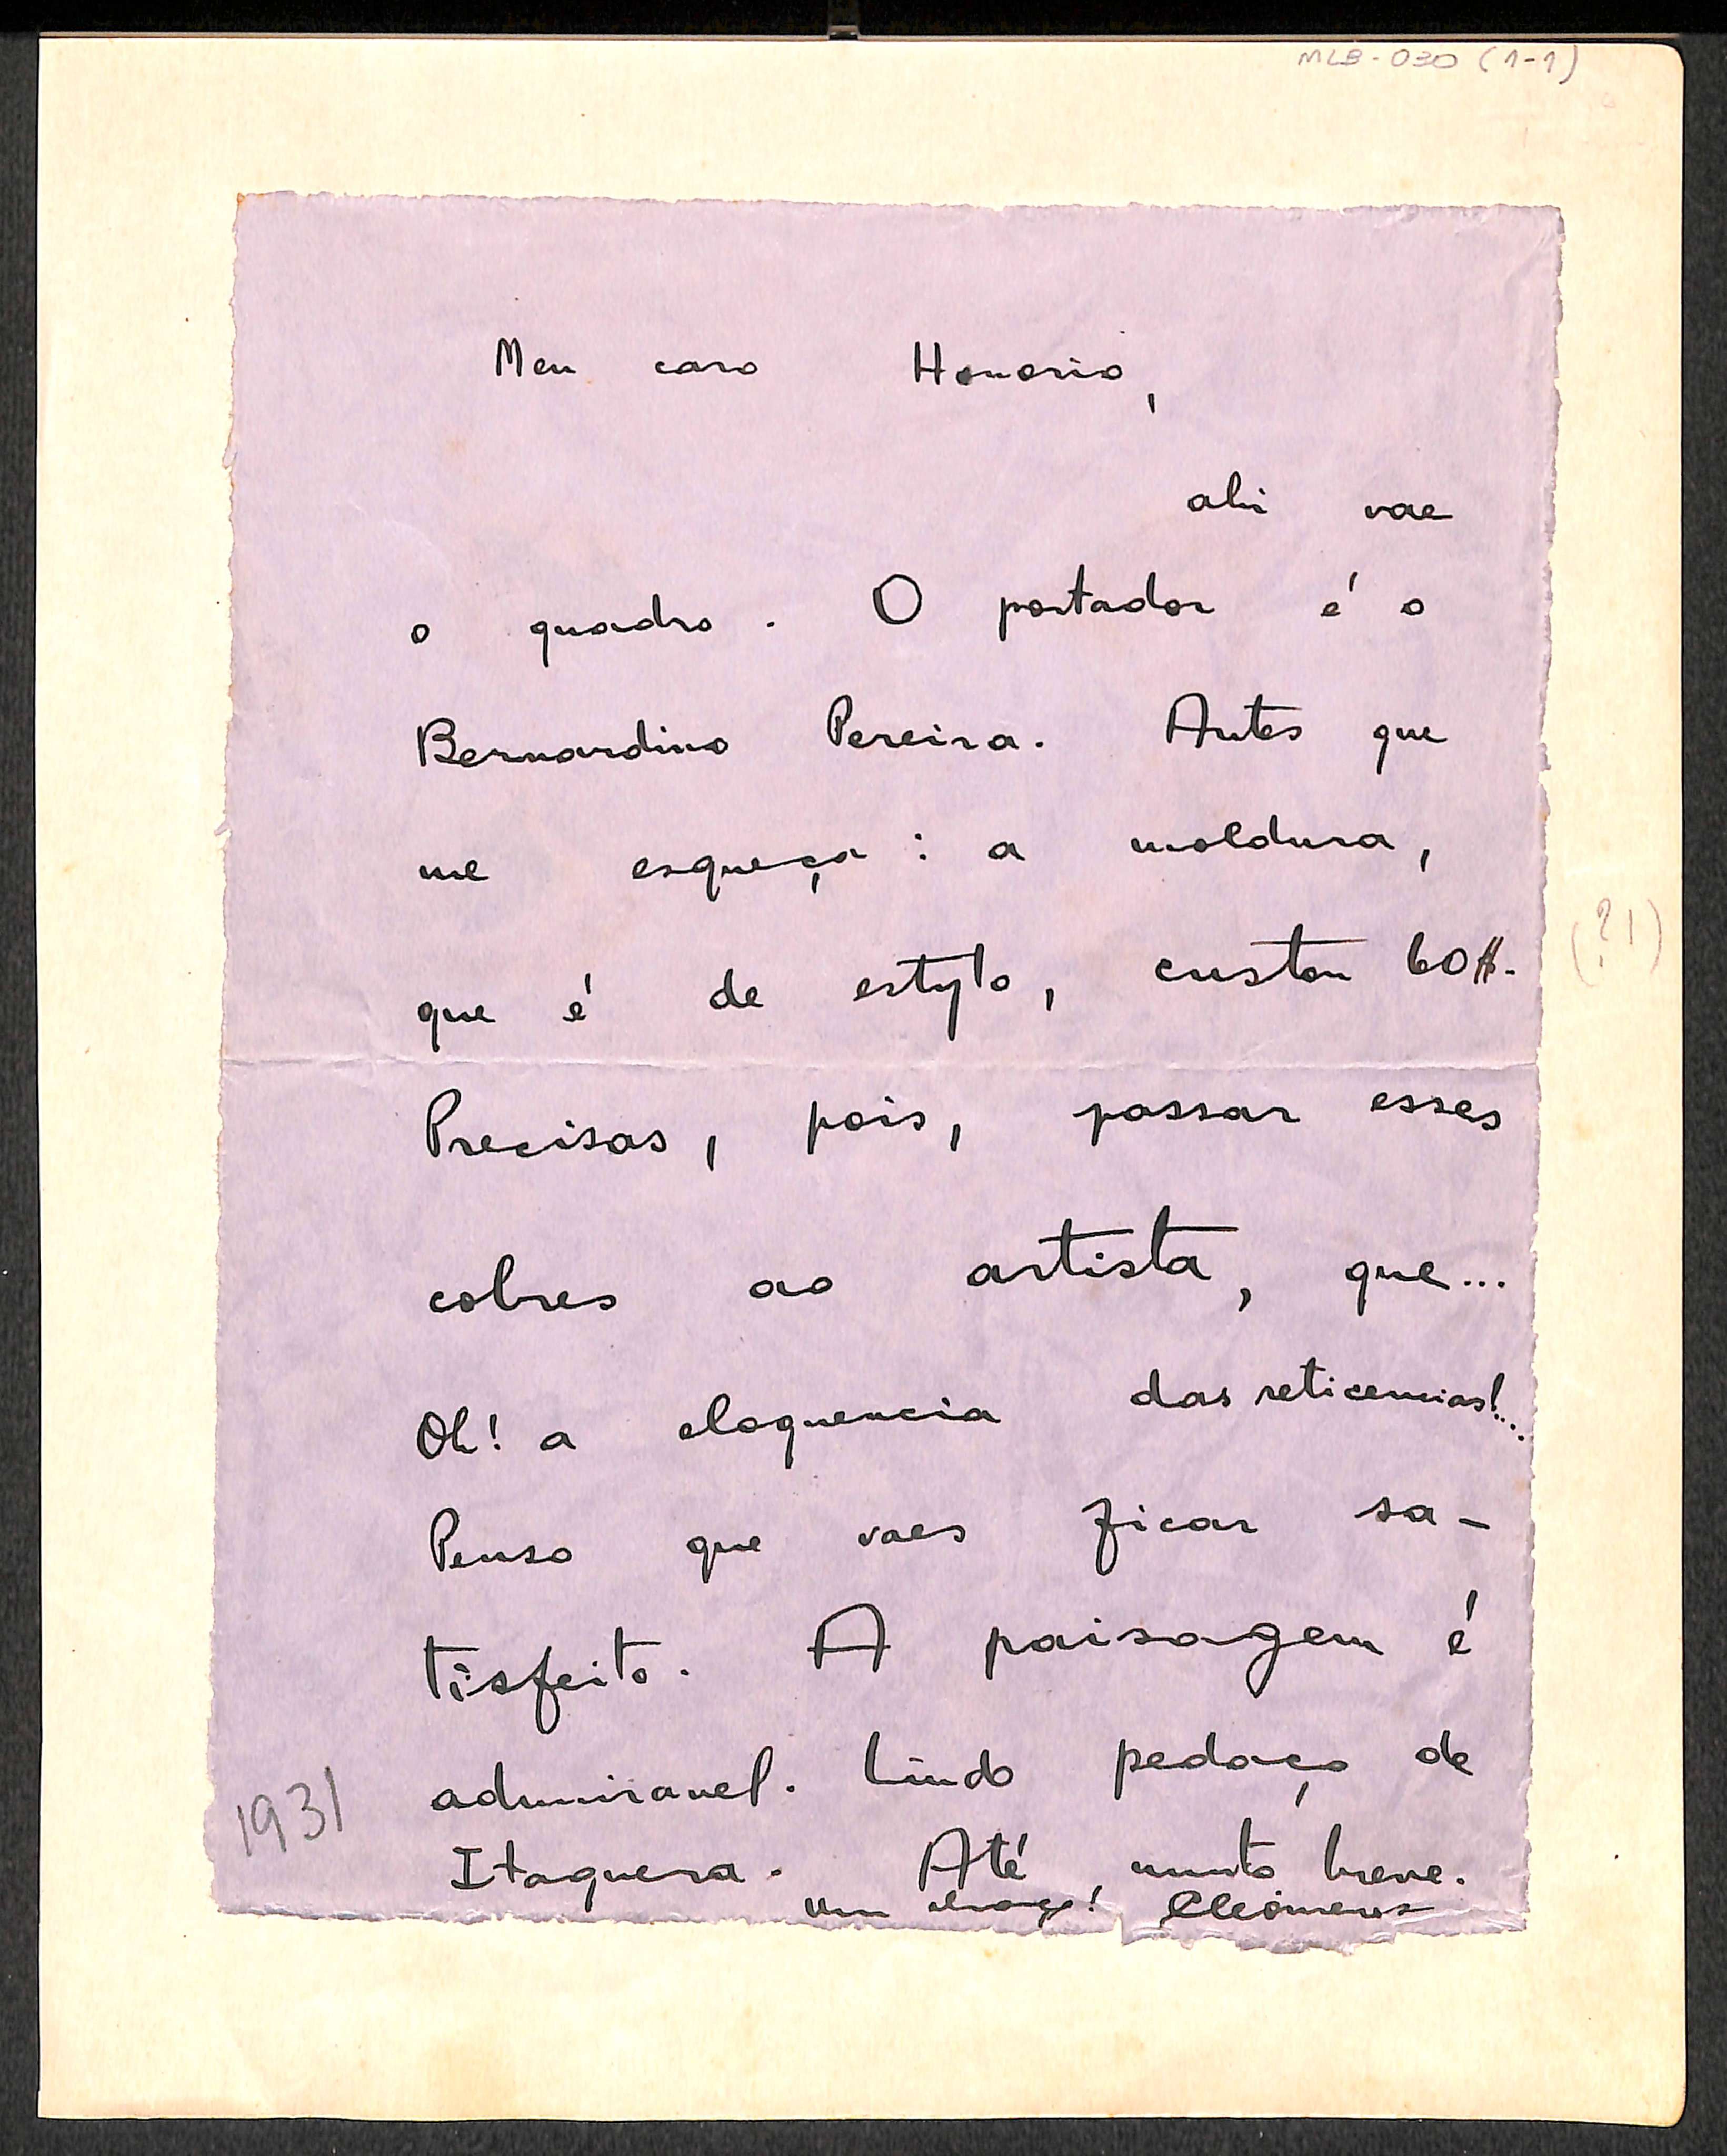 MLB-030 (1-1)
Meu caro Honorio,
ahi vae
o quadro. O portador é o
Bernardino Pereira. Antes que
me esqueça: a moldura,
que é de estylo, custou 60$.
(?!)
Precisas, pois, passar esses
cobres ao artista, que...
Oh! a eloquencia das reticencias!...
Penso que vaes ficar sa-
tisfeito. A paisagem é
admiravel. Lindo pedaço de
1931
Itaquera. Até, muito breve.
Um abraço! Cleómenes